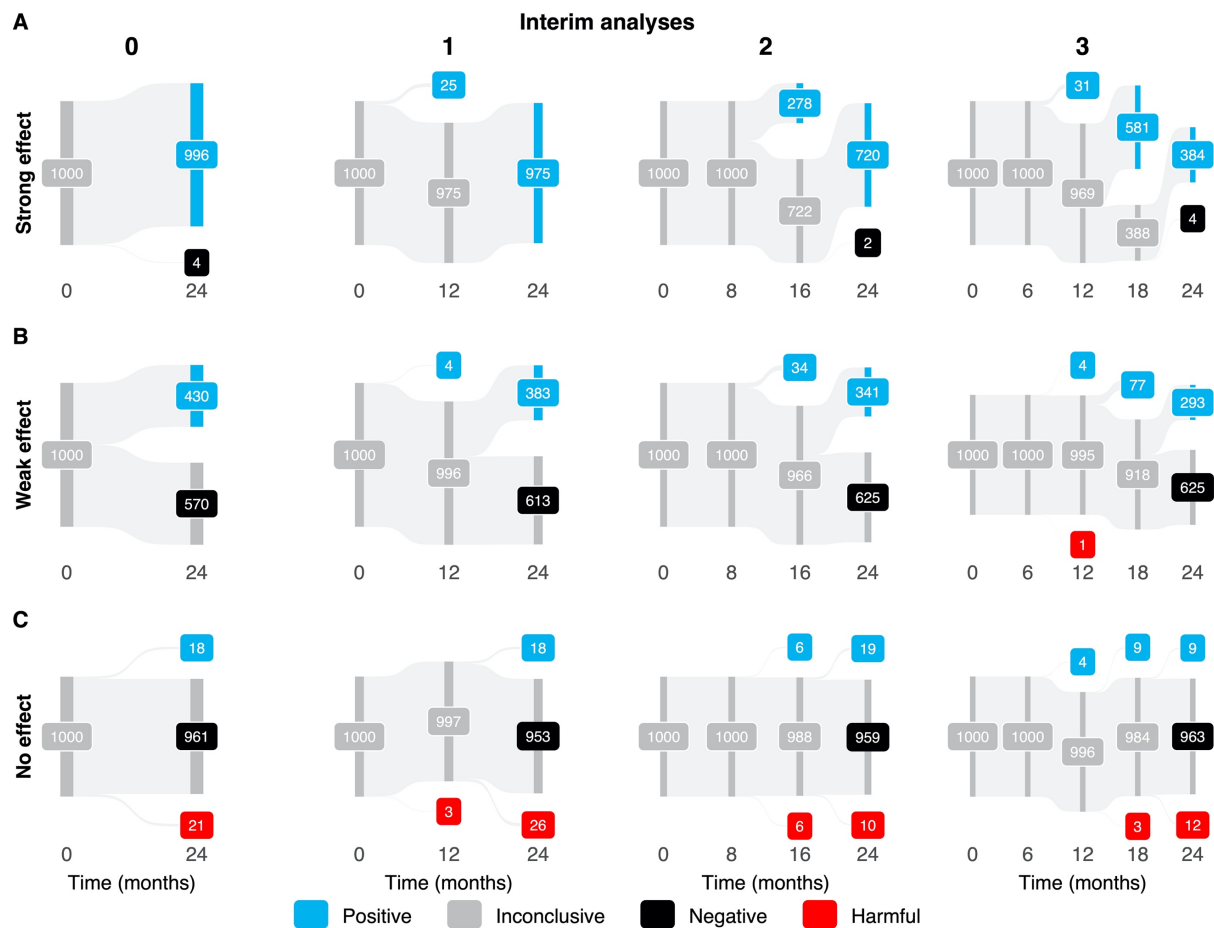 A
Interim analyses
0 1 2 3
Strong effect
1000 996 4
0 24
1000 25 975 975
0 12 24
1000 1000 278 722 720 2
0 8 16 24
1000 1000 31 969 581 388 384 4
0 6 12 18 24
B
Weak effect
1000 430 570
0 24
1000 4 996 383 613
0 12 24
1000 1000 34 966 341 625
0 8 16 24
1000 1000 4 995 1 77 918 293 625
0 6 12 18 24
C
No effect
1000 18 961 21
0 24
Time (months)
1000 997 3 18 953 26
0 12 24
Time (months)
1000 1000 6 988 6 19 959 10
0 8 16 24
Time (months)
1000 1000 4 996 9 984 3 9 963 12
0 6 12 18 24
Time (months)
Positive Inconclusive Negative Harmful